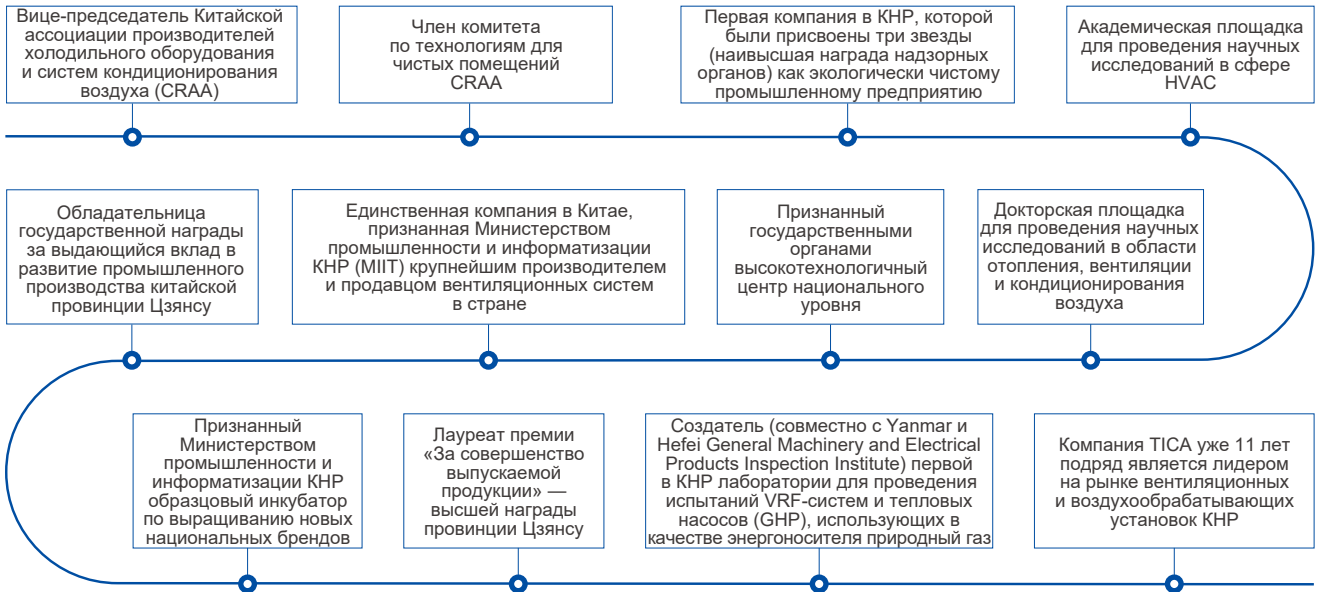 Вице-председатель Китайской
ассоциации производителей
холодильного оборудования
и систем кондиционирования
воздуха (CRAA)
Член комитета
по технологиям для
чистых помещений
CRAA
Первая компания в КНР, которой
были присвоены три звезды
(наивысшая награда надзорных
органов) как экологически чистому
промышленному предприятию
Академическая площадка
для проведения научных
исследований в сфере
HVAC
Обладательница
государственной награды
за выдающийся вклад в
развитие промышленного
производства китайской
провинции Цзянсу
Единственная компания в Китае,
признанная Министерством
промышленности и информатизации
КНР (MIIT) крупнейшим производителем
и продавцом вентиляционных систем
в стране
Признанный
государственными
органами
высокотехнологичный
центр национального
уровня
Докторская площадка
для проведения научных
исследований в области
отопления, вентиляции
и кондиционирования
воздуха
Признанный
Министерством
промышленности и
информатизации КНР
образцовый инкубатор
по выращиванию новых
национальных брендов
Лауреат премии
«За совершенство
выпускаемой
продукции» —
высшей награды
провинции Цзянсу
Создатель (совместно с Yanmar и
Hefei General Machinery and Electrical
Products Inspection Institute) первой
в КНР лаборатории для проведения
испытаний VRF-систем и тепловых
насосов (GHP), использующих в
качестве энергоносителя природный газ
Компания TICA уже 11 лет
подряд является лидером
на рынке вентиляционных
и воздухообрабатывающих
установок КНР